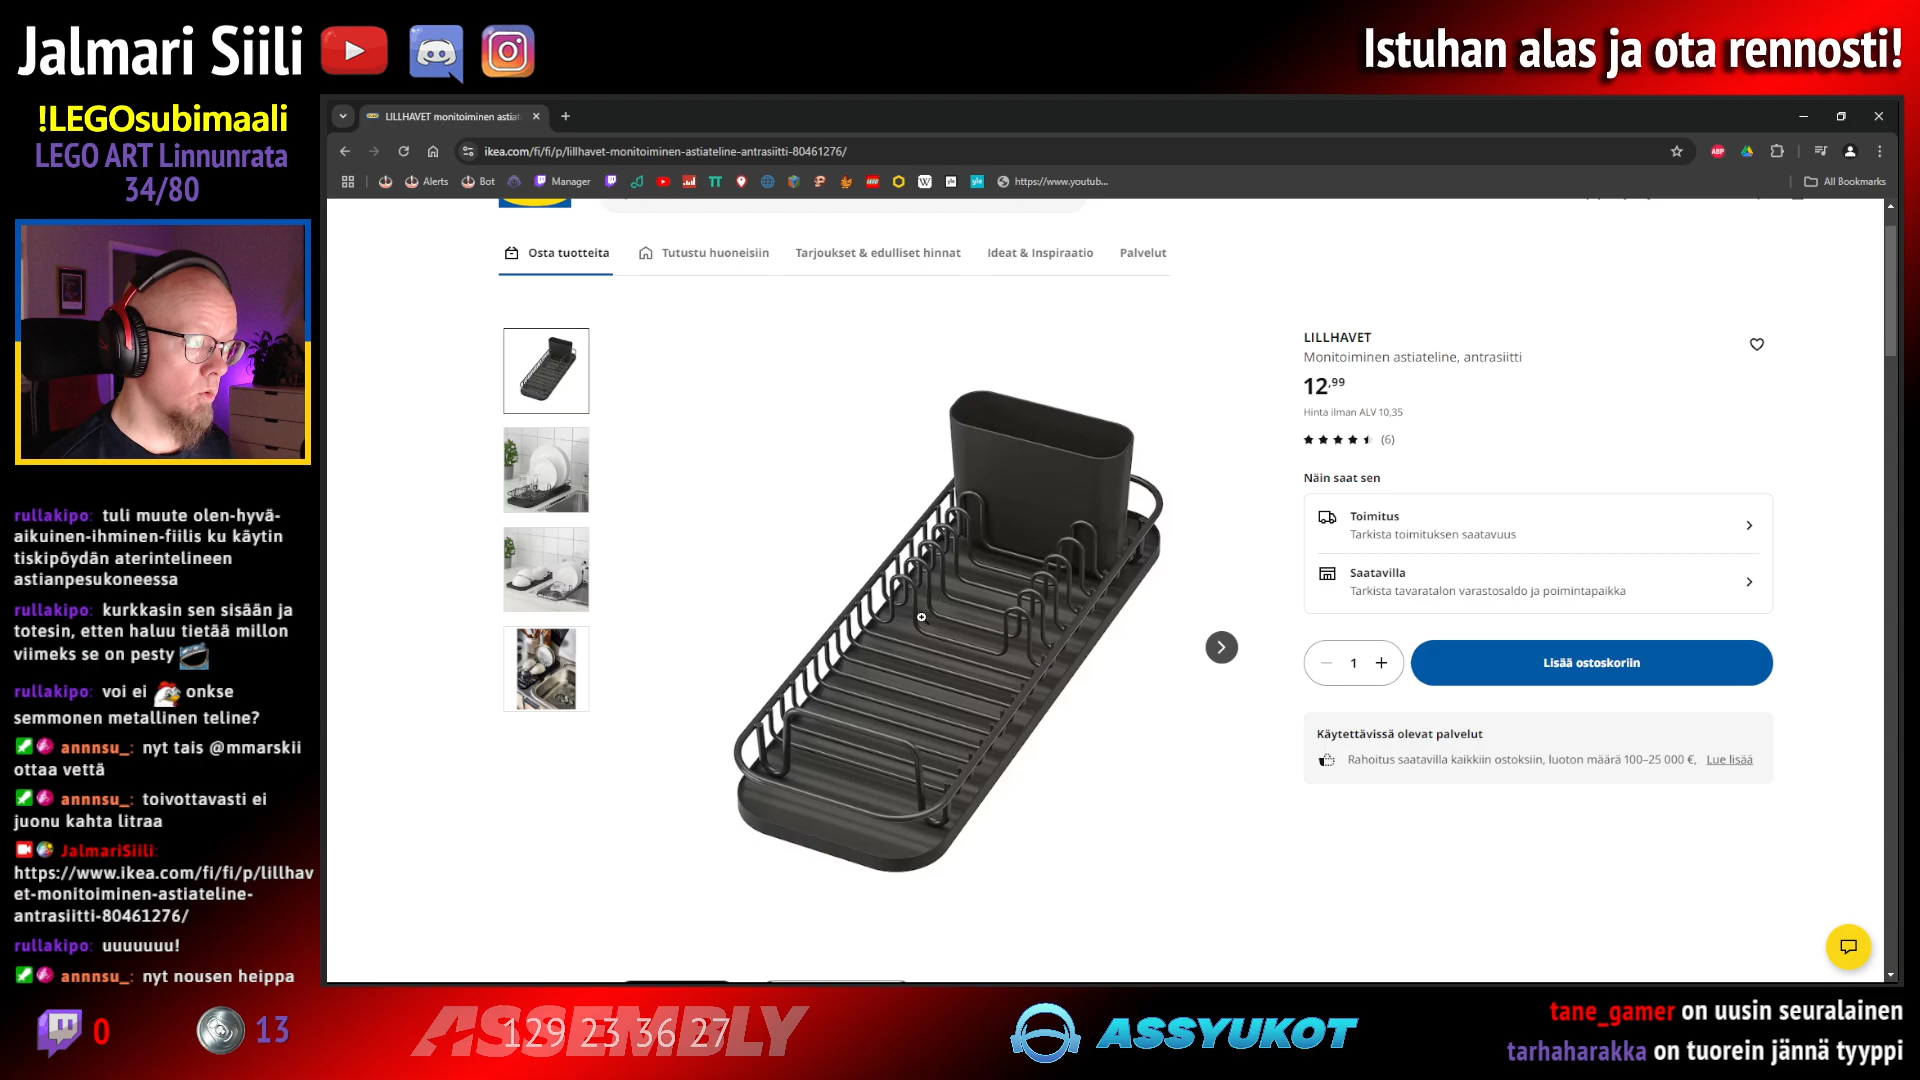 Jalmari Siili
Istuhan alas ja ota rennosti!
!LEGOsubimaali
LEGO ART Linnunrata
34/80
LILLHAVET monitoiminen astiat
ikea.com/fi/fi/p/lillhavet-monitoiminen-astiateline-antrasiitti-80461276/
ABP
Alerts
Bot
Manager
https://www.youtub...
All Bookmarks
Osta tuotteita
Tutustu huoneisiin
Tarjoukset & edulliset hinnat
Ideat & Inspiraatio
Palvelut
LILLHAVET
Monitoiminen astiateline, antrasiitti
12,99
Hinta ilman ALV 10,35
(6)
Näin saat sen
Toimitus
Tarkista toimituksen saatavuus
Saatavilla
Tarkista tavaratalon varastosaldo ja poimintapaikka
1
Lisää ostoskoriin
Käytettävissä olevat palvelut
Rahoitus saatavilla kaikkiin ostoksiin, luoton määrä 100–25 000 €, Lue lisää
rullakipo: tuli muute olen-hyvä-
aikuinen-ihminen-fiilis ku käytin
tiskipöydän aterintelineen
astianpesukoneessa
rullakipo: kurkkasin sen sisään ja
totesin, etten haluu tietää millon
viimeks se on pesty
rullakipo: voi ei onkse
semmonen metallinen teline?
annnsu_: nyt tais @mmarskii
ottaa vettä
annnsu_: toivottavasti ei
juonu kahta litraa
JalmariSiili:
https://www.ikea.com/fi/fi/p/lillhav
et-monitoiminen-astiateline-
antrasiitti-80461276/
rullakipo: uuuuuuu!
annnsu_: nyt nousen heippa
0
13
ASSEMBLY
129 23 36 27
ASSYUKOT
tane_gamer on uusin seuralainen
tarhaharakka on tuorein jännä tyyppi